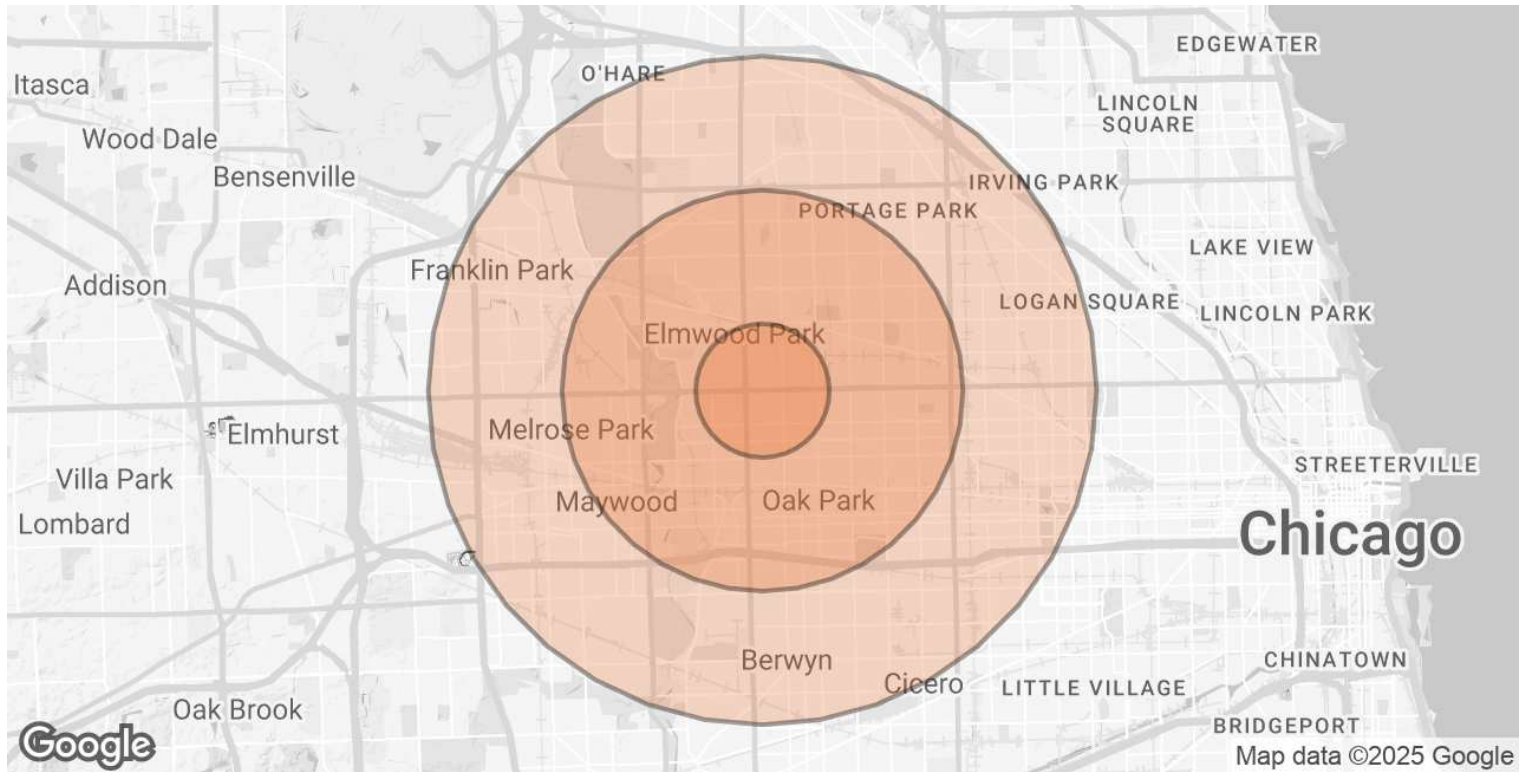 EDGEWATER
O'HARE
Itasca
LINCOLN
SQUARE
Wood Dale
Bensenville
IRVING PARK
PORTAGE PARK
LAKE VIEW
Franklin Park
Addison
LOGAN SQUARE
LINCOLN PARK
Elmwood Park
Melrose Park
Elmhurst
STREETERVILLE
Villa Park
Maywood
Oak Park
Lombard
Chicago
Berwyn
CHINATOWN
Cicero
LITTLE VILLAGE
Oak Brook
BRIDGEPORT
Google
Map data ©2025 Google